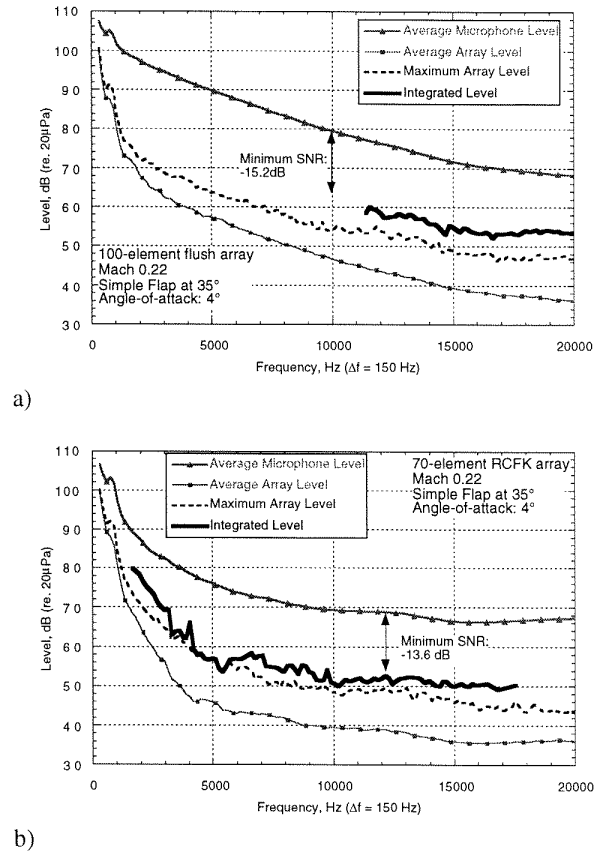 110
100
90
80
70
60
50
40
30
Level, dB (re. 20μPa)
Average Microphone Level
Average Array Level
Maximum Array Level
Integrated Level
Minimum SNR:
-15.2dB
100-element flush array
Mach 0.22
Simple Flap at 35°
Angle-of-attack: 4°
0 5000 10000 15000 20000
Frequency, Hz (Δf = 150 Hz)
a)
110
100
90
80
70
60
50
40
30
Level, dB (re. 20μPa)
Average Microphone Level
Average Array Level
Maximum Array Level
Integrated Level
70-element RCFK array
Mach 0.22
Simple Flap at 35°
Angle-of-attack: 4°
Minimum SNR:
-13.6 dB
0 5000 10000 15000 20000
Frequency, Hz (Δf = 150 Hz)
b)